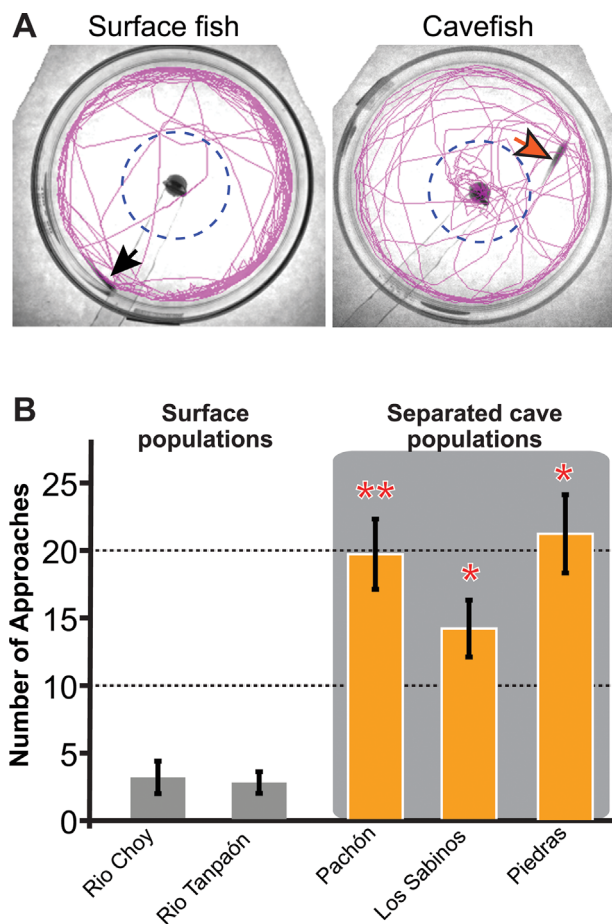 A
Surface fish
Cavefish
B
Surface
populations
Separated cave
populations
Number of Approaches
25
20
15
10
5
0
**
*
*
Rio Choy
Rio Tanpaón
Pachón
Los Sabinos
Piedras